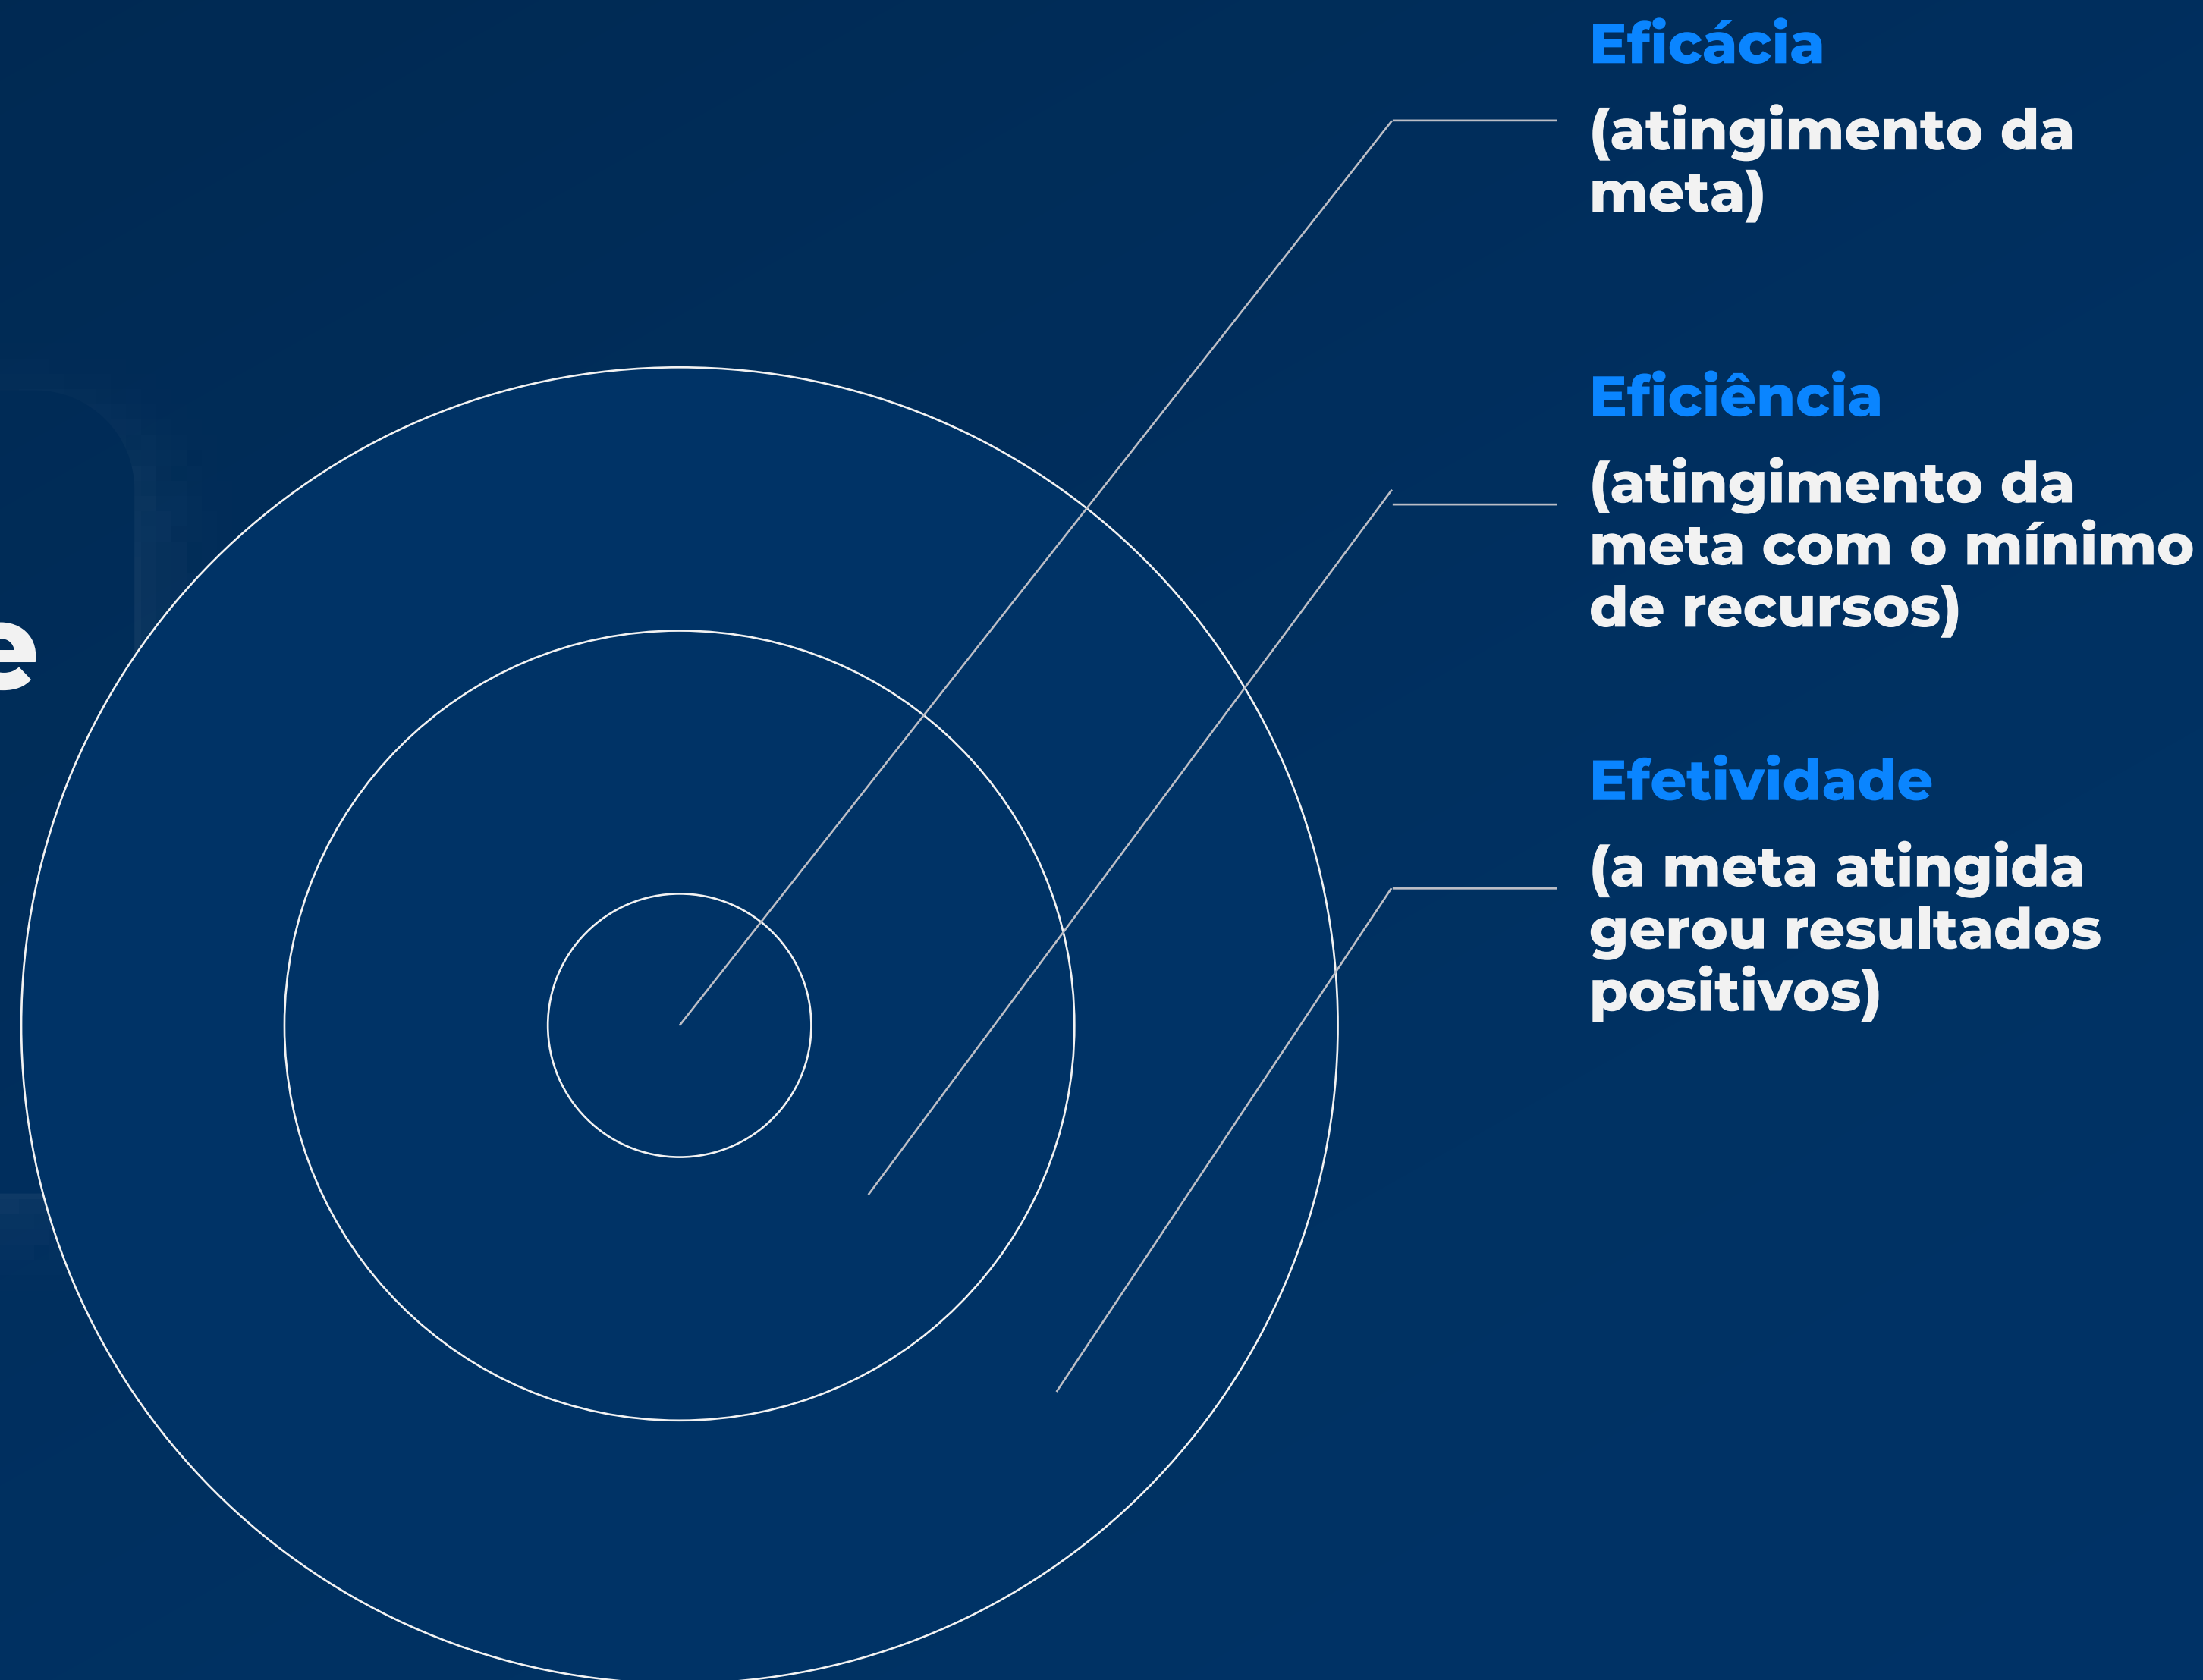 Eficácia
(atingimento da
meta)
Eficiência
(atingimento da
meta com o mínimo
de recursos)
e
Efetividade
(a meta atingida
gerou resultados
positivos)